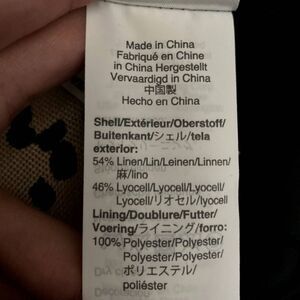 Made in China
Fabriqué en Chine
in China Hergestellt
Vervaardigd in China
中国製
Hecho en China
Shell/Extérieur/Oberstoff/
Buitenkant/シェル/tela
exterior:
54% Linen/Lin/Leinen/Linnen/
麻/lino
46% Lyocell/Lyocell/Lyocell/
Lyocell/リオセル/lyocell
Lining/Doublure/Futter/
Voering/ライニング/forro:
100% Polyester/Polyester/
Polyester/Polyester/
ポリエステル/
poliéster